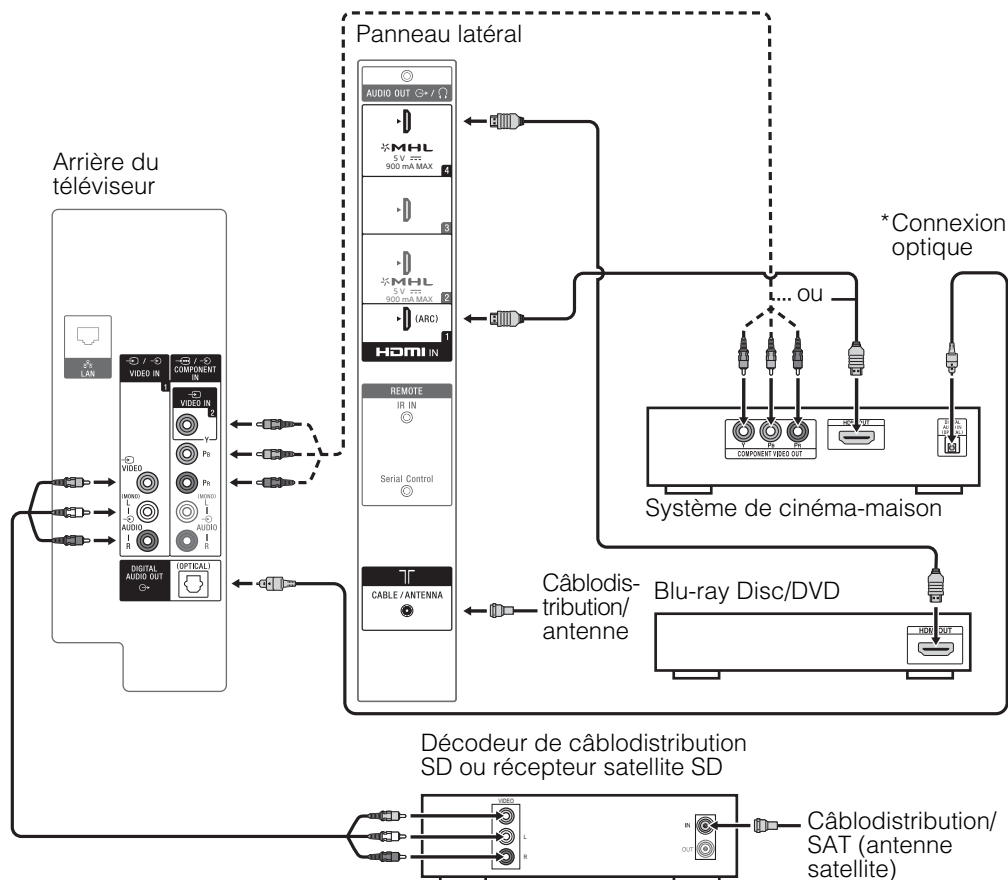 Panneau latéral
AUDIO OUT /
MHL
5 V
900 mA MAX
4
3
MHL
5 V
900 mA MAX
2
(ARC)
1
HDMI IN
REMOTE
IR IN
Serial Control
CABLE / ANTENNA
Arrière du
téléviseur
LAN
/
VIDEO IN
1
/
COMPONENT
IN
VIDEO IN
2
Y
PB
PR
VIDEO
(MONO)
L
AUDIO
R
(MONO)
L
AUDIO
R
DIGITAL
AUDIO OUT
(OPTICAL)
*Connexion
optique
.... ou
Y PB PR
COMPONENT VIDEO OUT
HDMI OUT
DIGITAL
AUDIO IN
(OPTICAL)
Système de cinéma-maison
Câblodis-
tribution/
antenne
Blu-ray Disc/DVD
HDMI OUT
Décodeur de câblodistribution
SD ou récepteur satellite SD
VIDEO
L
R
IN
OUT
Câblodistribution/
SAT (antenne
satellite)